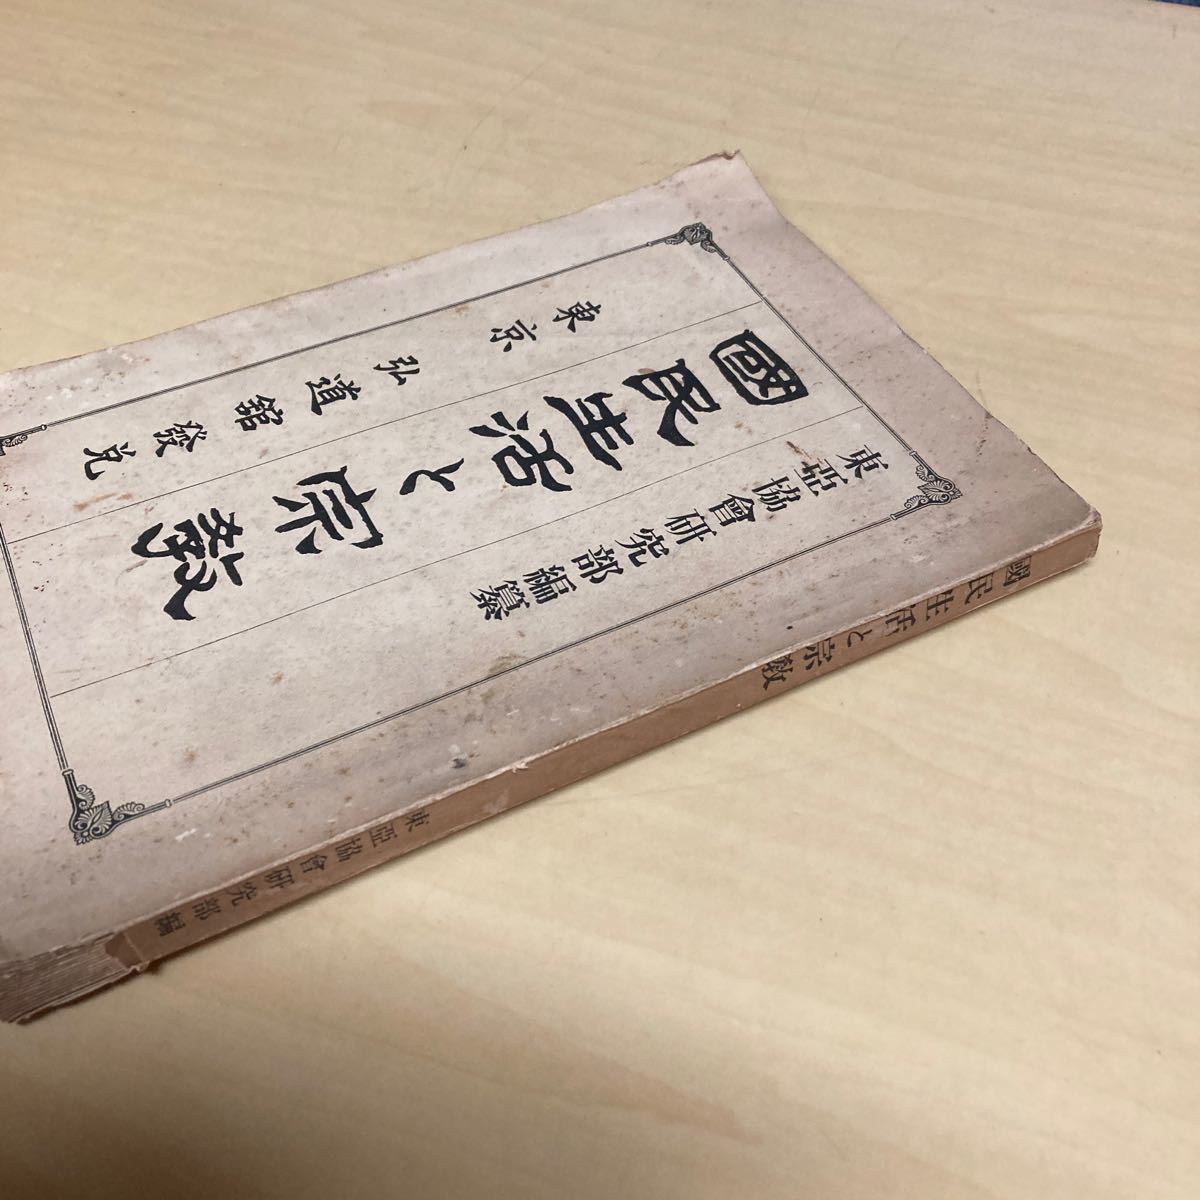 東亞協會研究部編纂
國民生活と宗教
東京 弘道館發兌
國民生活と宗教
東亞協會研究部編